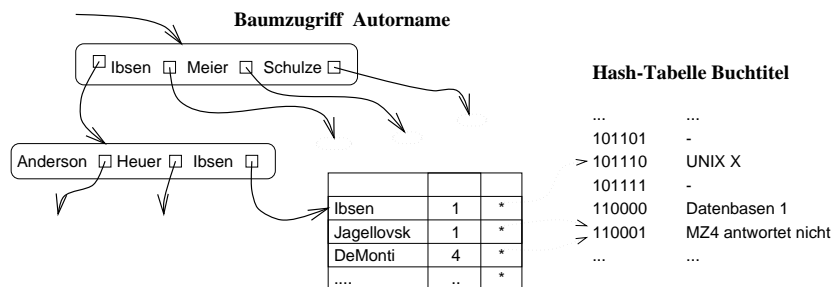 Baumzugriff Autorname
Ibsen Meier Schulze
Anderson Heuer Ibsen
Ibsen 1 *
Jagellovsk 1 *
DeMonti 4 *
.... .. *
Hash-Tabelle Buchtitel
... ...
101101 -
101110 UNIX X
101111 -
110000 Datenbasen 1
110001 MZ4 antwortet nicht
... ...